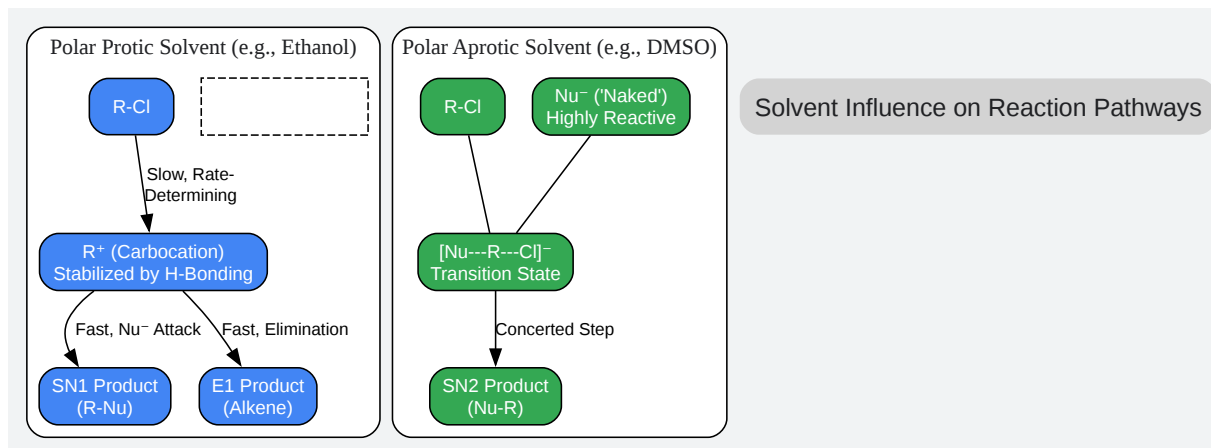 Polar Protic Solvent (e.g., Ethanol)
R-Cl
Slow, Rate-
Determining
R⁺ (Carbocation)
Stabilized by H-Bonding
Fast, Nu⁻ Attack
Fast, Elimination
SN1 Product
(R-Nu)
E1 Product
(Alkene)
Polar Aprotic Solvent (e.g., DMSO)
R-Cl
Nu⁻ ('Naked')
Highly Reactive
[Nu---R---Cl]⁻
Transition State
Concerted Step
SN2 Product
(Nu-R)
Solvent Influence on Reaction Pathways